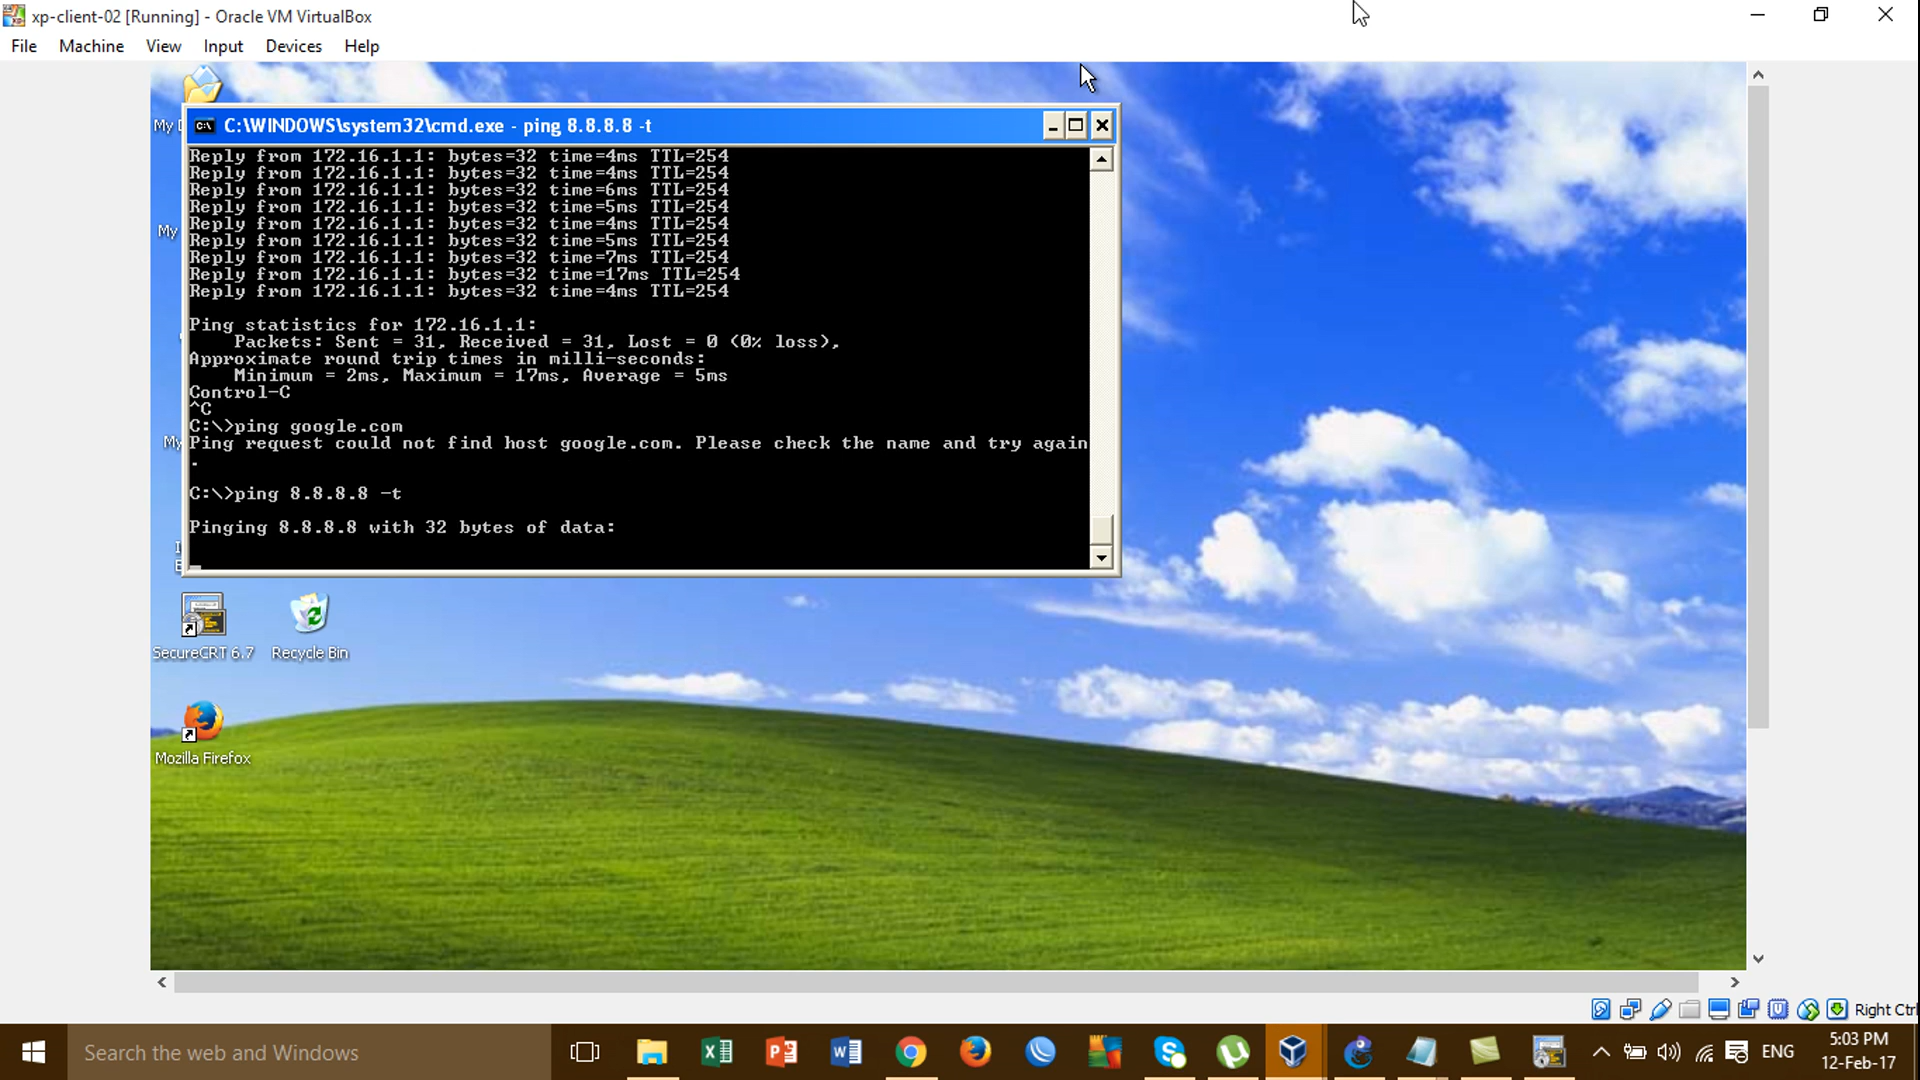 xp-client-02 [Running] - Oracle VM VirtualBox
File Machine View Input Devices Help
C:\WINDOWS\system32\cmd.exe - ping 8.8.8.8 -t
Reply from 172.16.1.1: bytes=32 time=4ms TTL=254
Reply from 172.16.1.1: bytes=32 time=4ms TTL=254
Reply from 172.16.1.1: bytes=32 time=6ms TTL=254
Reply from 172.16.1.1: bytes=32 time=5ms TTL=254
Reply from 172.16.1.1: bytes=32 time=4ms TTL=254
Reply from 172.16.1.1: bytes=32 time=5ms TTL=254
Reply from 172.16.1.1: bytes=32 time=7ms TTL=254
Reply from 172.16.1.1: bytes=32 time=17ms TTL=254
Reply from 172.16.1.1: bytes=32 time=4ms TTL=254
Ping statistics for 172.16.1.1:
Packets: Sent = 31, Received = 31, Lost = 0 (0% loss),
Approximate round trip times in milli-seconds:
Minimum = 2ms, Maximum = 17ms, Average = 5ms
Control-C
^C
C:\>ping google.com
Ping request could not find host google.com. Please check the name and try again
.
C:\>ping 8.8.8.8 -t
Pinging 8.8.8.8 with 32 bytes of data:
My
My
My
SecureCRT 6.7
Recycle Bin
Mozilla Firefox
Right Ctrl
Search the web and Windows
ENG
5:03 PM
12-Feb-17